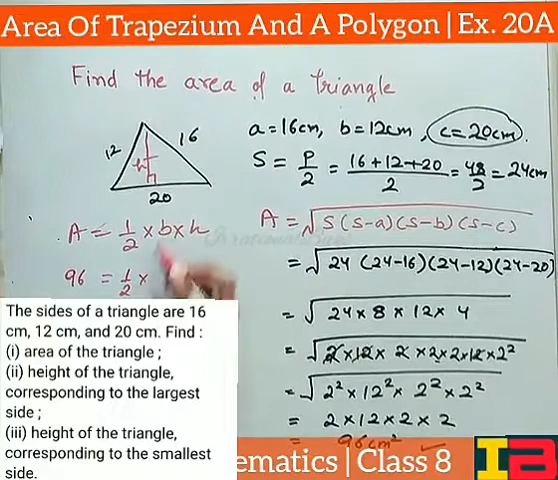 Area Of Trapezium And A Polygon | Ex. 20A
Find the area of a triangle
12
16
h
20
a=16cm, b=12cm, c=20cm.
S = P/2 = 16+12+20/2 = 48/2 = 24cm
A = 1/2 × b × h
96 = 1/2 ×
A = √S(S-a)(S-b)(S-c)
= √24 (24-16)(24-12)(24-20)
= √24 × 8 × 12 × 4
= √2×12 × 2 × 2×2×12×2²
= √2² × 12² × 2² × 2²
= 2 × 12 × 2 × 2
= 96cm²
The sides of a triangle are 16
cm, 12 cm, and 20 cm. Find :
(i) area of the triangle ;
(ii) height of the triangle,
corresponding to the largest
side ;
(iii) height of the triangle,
corresponding to the smallest
side.
ematics | Class 8